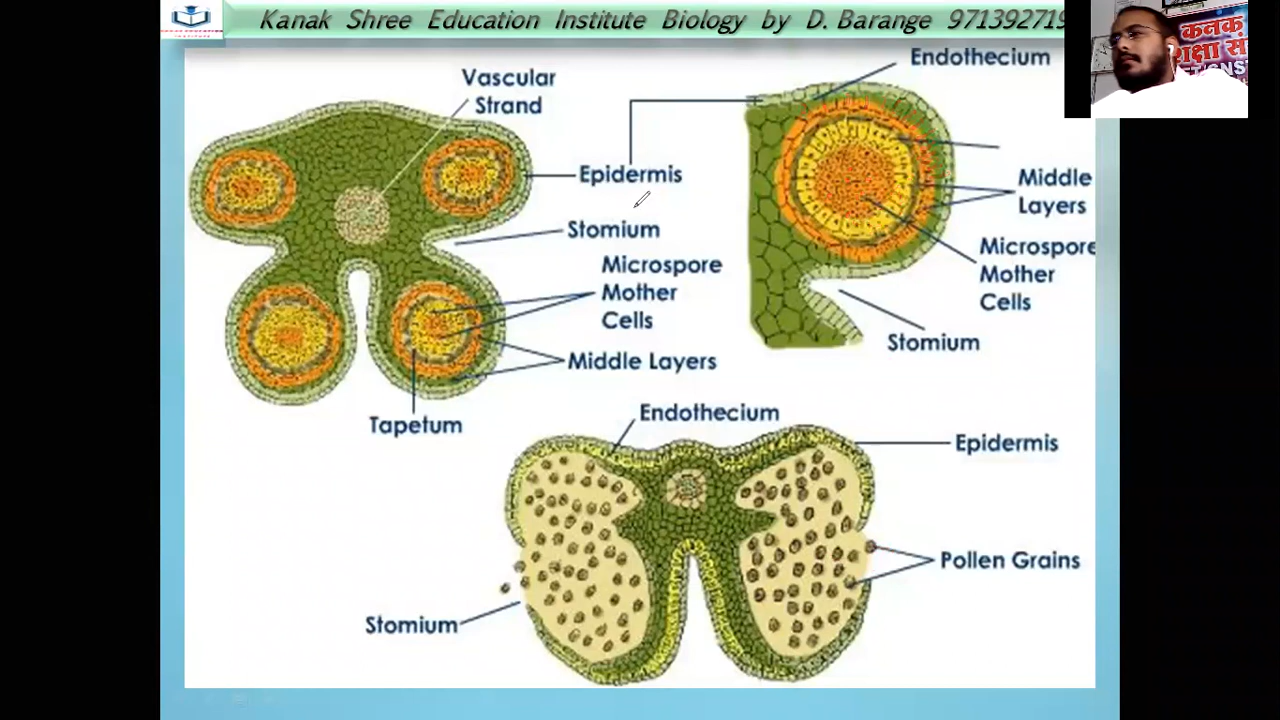 Kanak Shree Education Institute Biology by D. Barange 971392719
कनक
Endothecium
Vascular
Strand
Epidermis
Middle
Layers
Stomium
Microspore
Mother
Cells
Microspore
Mother
Cells
Stomium
Middle Layers
Tapetum
Endothecium
Epidermis
Pollen Grains
Stomium